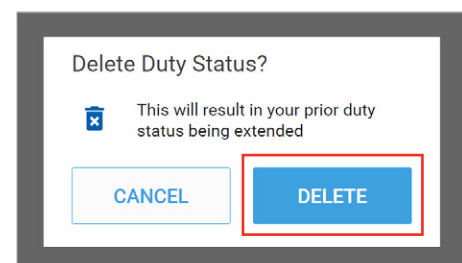 Delete Duty Status?
This will result in your prior duty
status being extended
CANCEL
DELETE